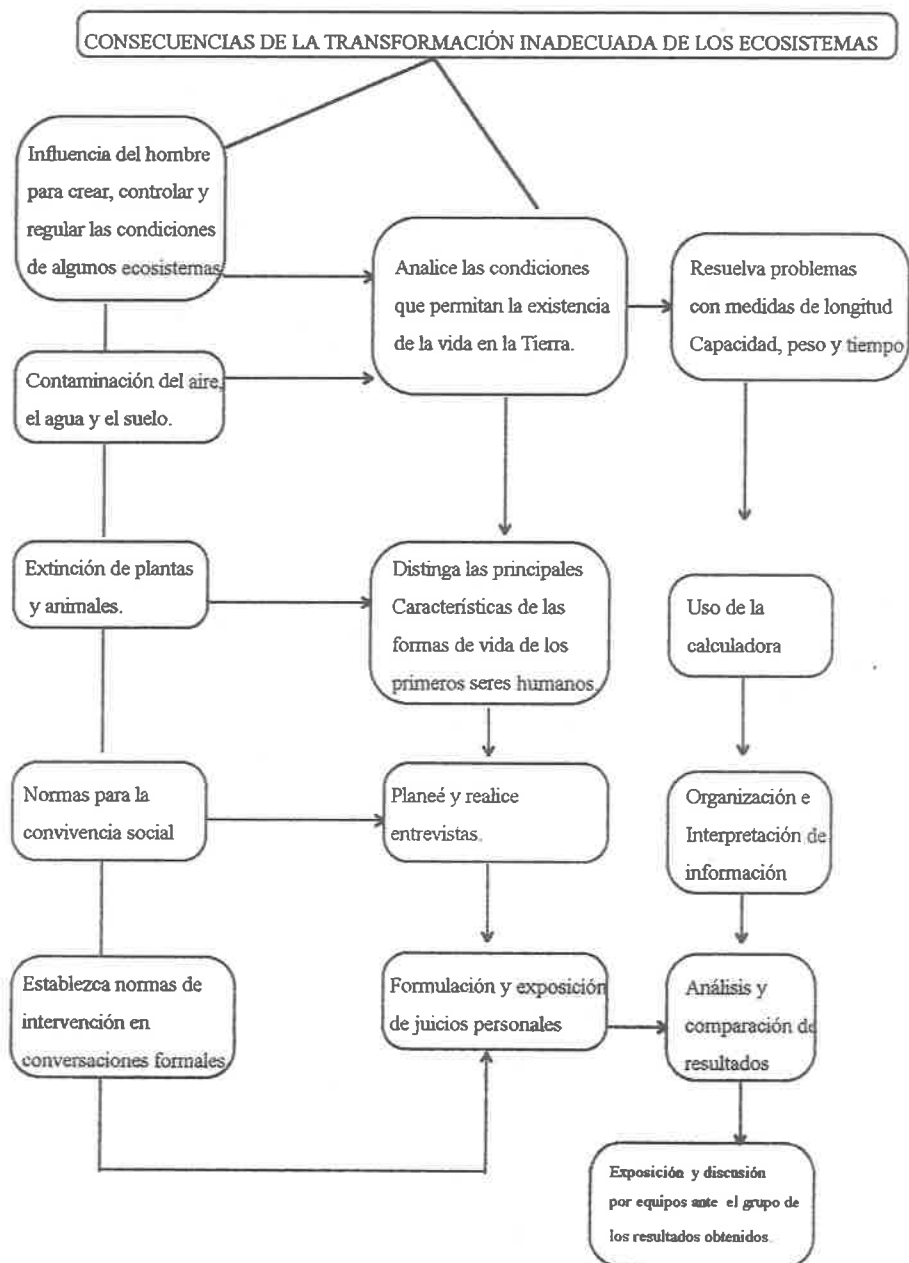 CONSECUENCIAS DE LA TRANSFORMACIÓN INADECUADA DE LOS ECOSISTEMAS
Influencia del hombre
para crear, controlar y
regular las condiciones
de algunos ecosistemas
Analice las condiciones
que permitan la existencia
de la vida en la Tierra.
Resuelva problemas
con medidas de longitud
Capacidad, peso y tiempo
Contaminación del aire,
el agua y el suelo.
Extinción de plantas
y animales.
Distinga las principales
Características de las
formas de vida de los
primeros seres humanos.
Uso de la
calculadora
Normas para la
convivencia social
Planeé y realice
entrevistas.
Organización e
Interpretación de
información
Establezca normas de
intervención en
conversaciones formales
Formulación y exposición
de juicios personales
Análisis y
comparación de
resultados
Exposición y discusión
por equipos ante el grupo de
los resultados obtenidos.